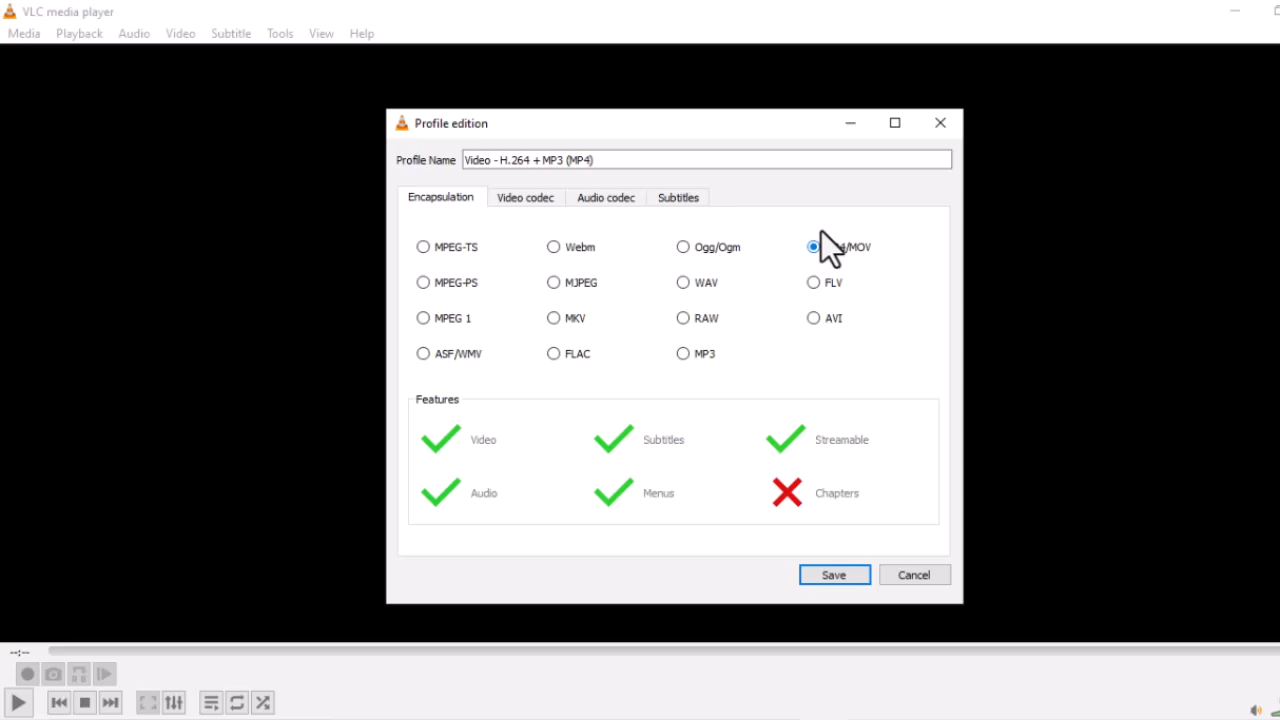 VLC media player
Media Playback Audio Video Subtitle Tools View Help
Profile edition
Profile Name Video - H.264 + MP3 (MP4)
Encapsulation Video codec Audio codec Subtitles
MPEG-TS Webm Ogg/Ogm /MOV
MPEG-PS MJPEG WAV FLV
MPEG 1 MKV RAW AVI
ASF/WMV FLAC MP3
Features
Video Subtitles Streamable
Audio Menus Chapters
Save Cancel
--:--